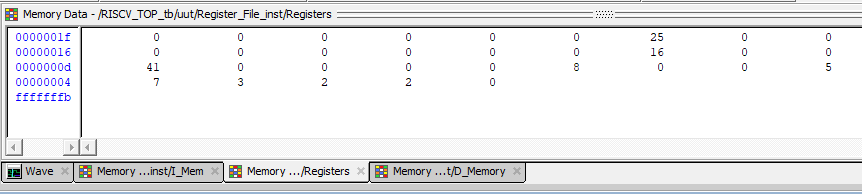 Memory Data - /RISCV_TOP_tb/uut/Register_File_inst/Registers
0000001f 0 0 0 0 0 0 25 0 0
00000016 0 0 0 0 0 0 16 0 0
0000000d 41 0 0 0 0 8 0 0 5
00000004 7 3 2 2 0
fffffffb
Wave Memory ...inst/I_Mem Memory .../Registers Memory ...t/D_Memory